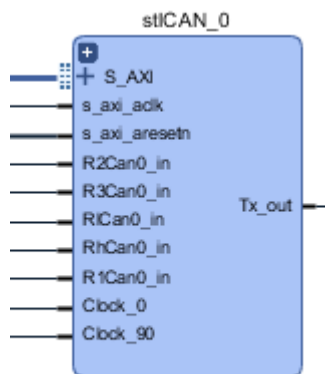 stICAN_0
S_AXI
s_axi_aclk
s_axi_aresetn
R2Can0_in
R3Can0_in
RlCan0_in
Tx_out
RhCan0_in
R1Can0_in
Clock_0
Clock_90